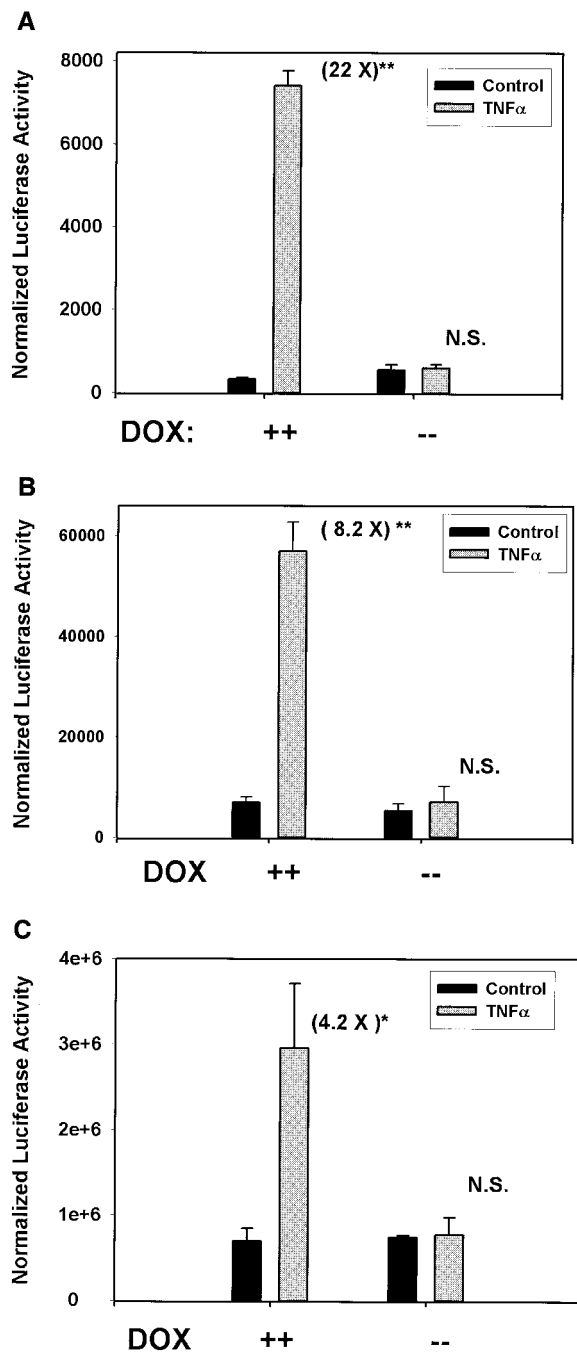 A
Normalized Luciferase Activity
8000
6000
4000
2000
0
(22 X)**
Control
TNFα
N.S.
DOX:
++
--
B
Normalized Luciferase Activity
60000
40000
20000
0
( 8.2 X) **
Control
TNFα
N.S.
DOX
++
--
C
Normalized Luciferase Activity
4e+6
3e+6
2e+6
1e+6
0
(4.2 X )*
Control
TNFα
N.S.
DOX
++
--